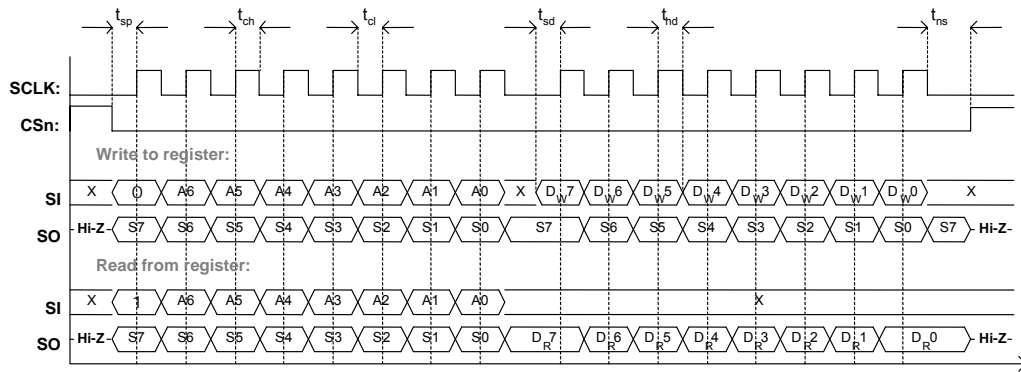 tsp tch tcl tsd thd tns
SCLK:
CSn:
Write to register:
SI X 0 A6 A5 A4 A3 A2 A1 A0 X DW7 DW6 DW5 DW4 DW3 DW2 DW1 DW0 X
SO Hi-Z S7 S6 S5 S4 S3 S2 S1 S0 S7 S6 S5 S4 S3 S2 S1 S0 S7 Hi-Z
Read from register:
SI X 1 A6 A5 A4 A3 A2 A1 A0 X
SO Hi-Z S7 S6 S5 S4 S3 S2 S1 S0 DR7 DR6 DR5 DR4 DR3 DR2 DR1 DR0 Hi-Z